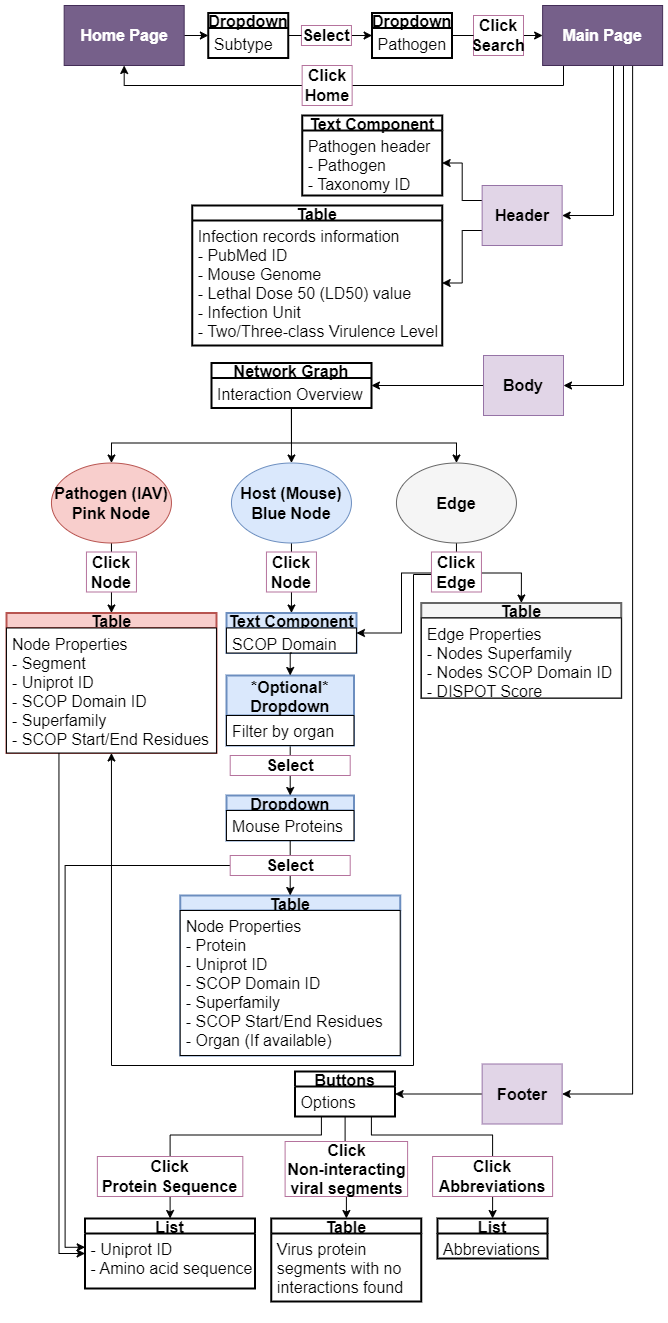 Home Page
Dropdown
Subtype
Select
Dropdown
Pathogen
Click
Search
Main Page
Click
Home
Text Component
Pathogen header
- Pathogen
- Taxonomy ID
Header
Table
Infection records information
- PubMed ID
- Mouse Genome
- Lethal Dose 50 (LD50) value
- Infection Unit
- Two/Three-class Virulence Level
Network Graph
Interaction Overview
Body
Pathogen (IAV)
Pink Node
Host (Mouse)
Blue Node
Edge
Click
Node
Click
Node
Click
Edge
Table
Node Properties
- Segment
- Uniprot ID
- SCOP Domain ID
- Superfamily
- SCOP Start/End Residues
Text Component
SCOP Domain
Table
Edge Properties
- Nodes Superfamily
- Nodes SCOP Domain ID
- DISPOT Score
*Optional*
Dropdown
Filter by organ
Select
Dropdown
Mouse Proteins
Select
Table
Node Properties
- Protein
- Uniprot ID
- SCOP Domain ID
- Superfamily
- SCOP Start/End Residues
- Organ (If available)
Buttons
Options
Footer
Click
Protein Sequence
Click
Non-interacting
viral segments
Click
Abbreviations
List
- Uniprot ID
- Amino acid sequence
Table
Virus protein
segments with no
interactions found
List
Abbreviations